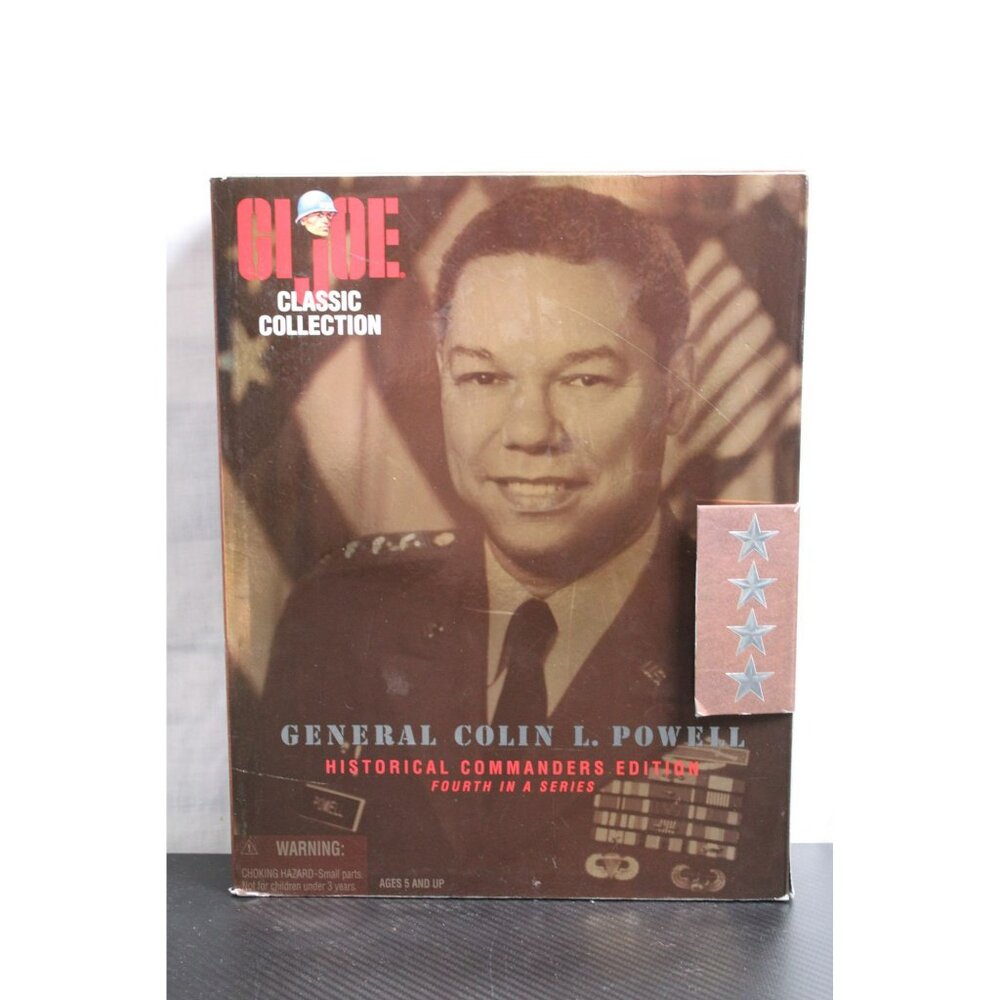 GI JOE
CLASSIC
COLLECTION
GENERAL COLIN L. POWELL
HISTORICAL COMMANDERS EDITION
FOURTH IN A SERIES
POWELL
WARNING:
CHOKING HAZARD-Small parts.
Not for children under 3 years.
AGES 5 AND UP